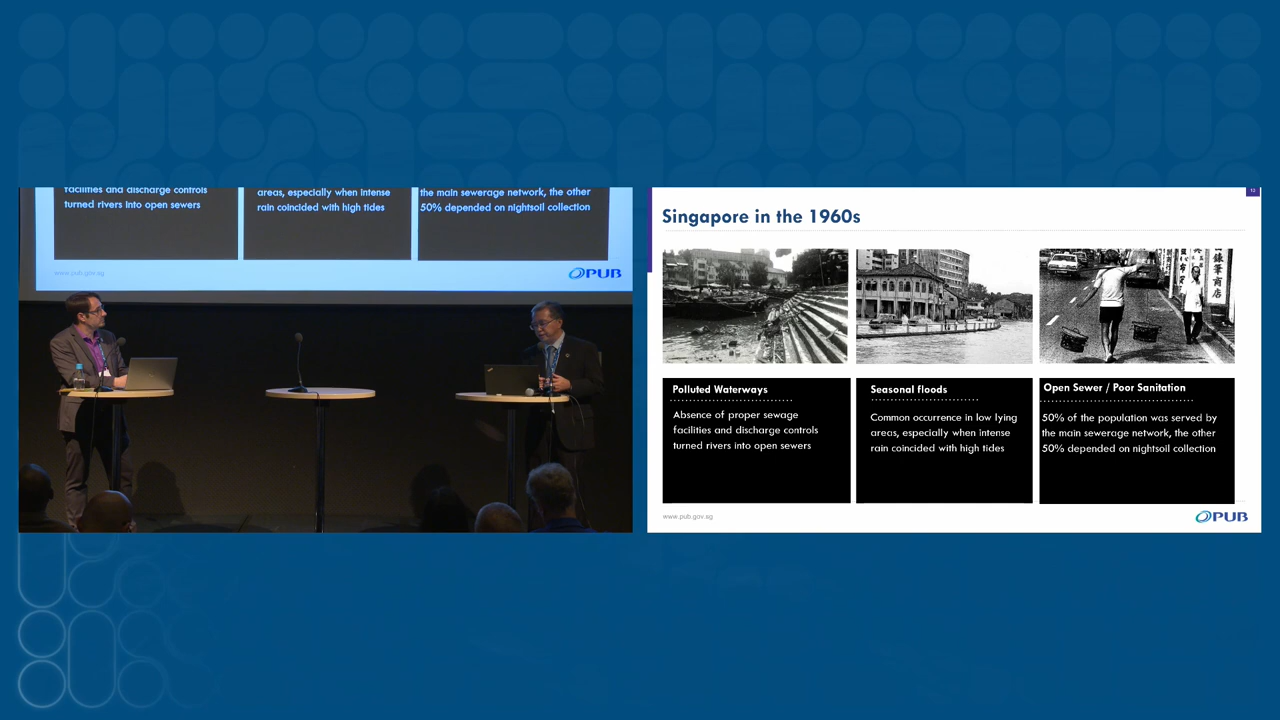 facilities and discharge controls
turned rivers into open sewers
areas, especially when intense
rain coincided with high tides
the main sewerage network, the other
50% depended on nightsoil collection
www.pub.gov.sg
PUB
Singapore in the 1960s
Polluted Waterways
Absence of proper sewage
facilities and discharge controls
turned rivers into open sewers
Seasonal floods
Common occurrence in low lying
areas, especially when intense
rain coincided with high tides
Open Sewer / Poor Sanitation
50% of the population was served by
the main sewerage network, the other
50% depended on nightsoil collection
www.pub.gov.sg
PUB